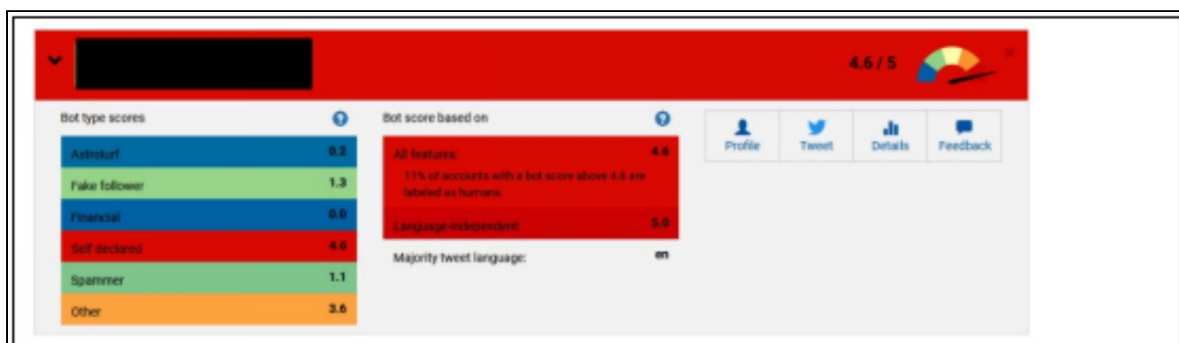 4.6 / 5
Bot type scores
Astroturf 0.2
Fake follower 1.3
Financial 0.0
Self declared 4.6
Spammer 1.1
Other 3.6
Bot score based on
All features: 4.6
11% of accounts with a bot score above 4.6 are
labeled as humans.
Language-independent: 5.0
Majority tweet language: en
Profile Tweet Details Feedback